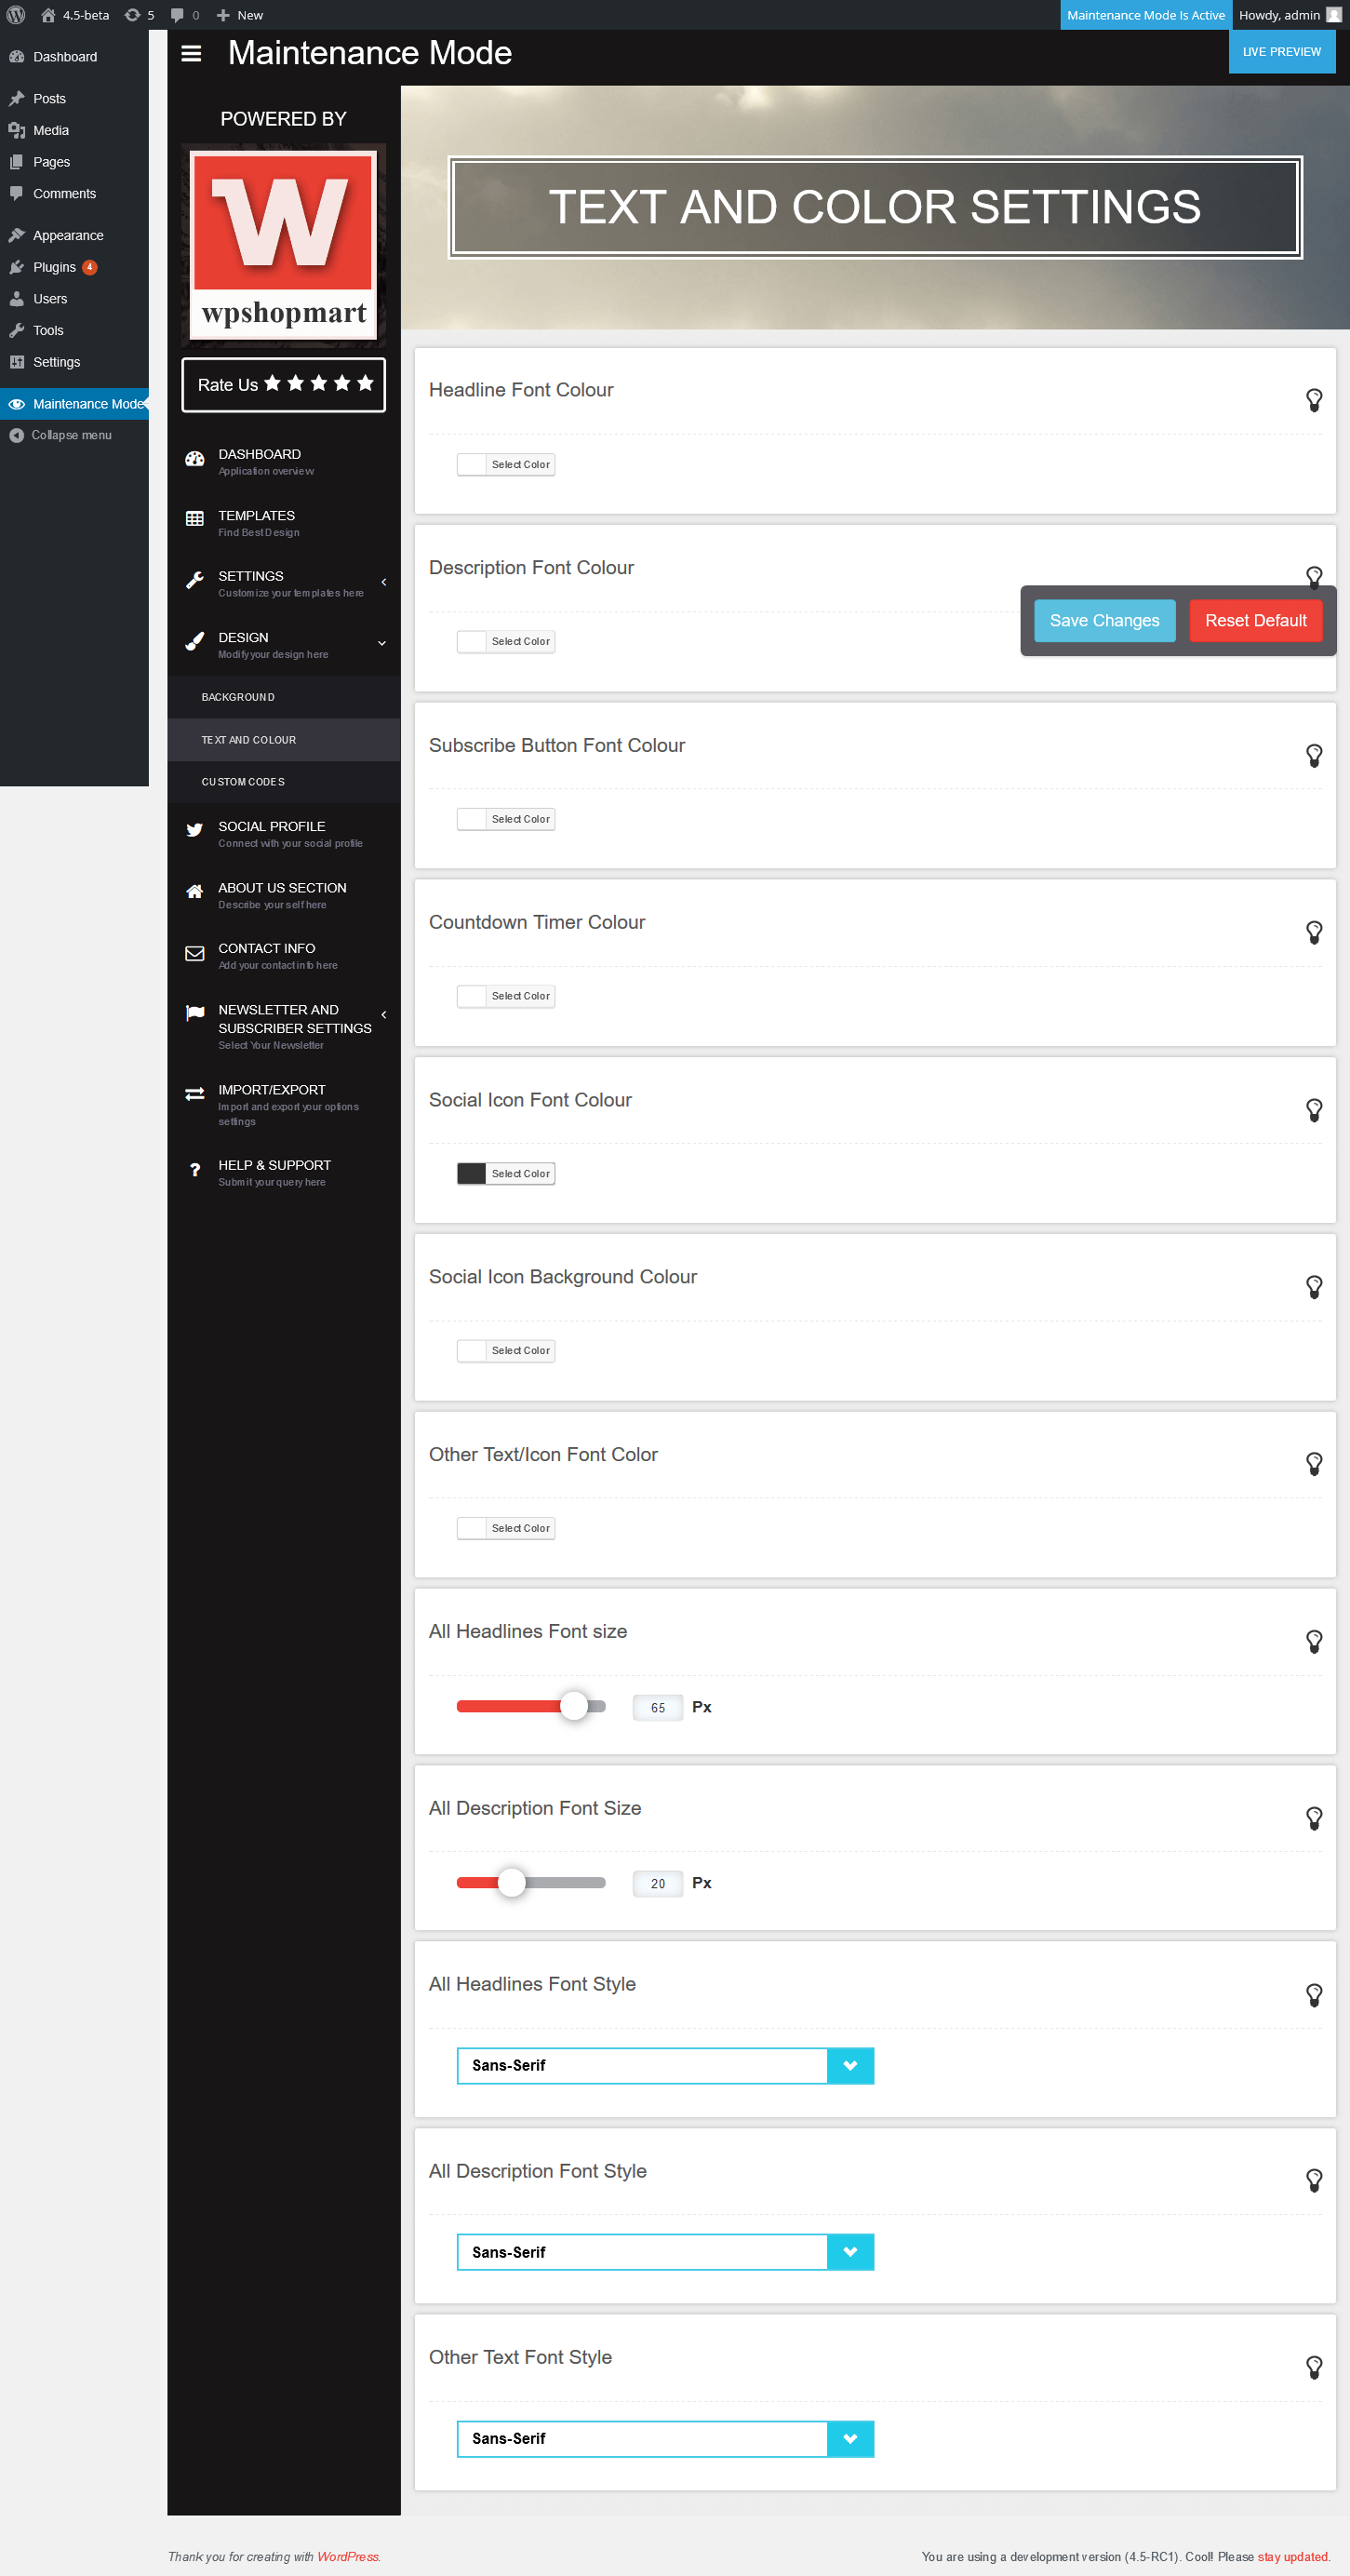 4.5-beta 5 0 New Maintenance Mode Is Active Howdy, admin
Dashboard
Posts
Media
Pages
Comments
Appearance
Plugins 4
Users
Tools
Settings
Maintenance Mode
Collapse menu
Maintenance Mode LIVE PREVIEW
POWERED BY
W
wpshopmart
Rate Us
DASHBOARD
Application overview
TEMPLATES
Find Best Design
SETTINGS
Customize your templates here
DESIGN
Modify your design here
BACKGROUND
TEXT AND COLOUR
CUSTOM CODES
SOCIAL PROFILE
Connect with your social profile
ABOUT US SECTION
Describe your self here
CONTACT INFO
Add your contact info here
NEWSLETTER AND
SUBSCRIBER SETTINGS
Select Your Newsletter
IMPORT/EXPORT
Import and export your options
settings
HELP & SUPPORT
Submit your query here
TEXT AND COLOR SETTINGS
Headline Font Colour
Select Color
Description Font Colour
Select Color
Save Changes Reset Default
Subscribe Button Font Colour
Select Color
Countdown Timer Colour
Select Color
Social Icon Font Colour
Select Color
Social Icon Background Colour
Select Color
Other Text/Icon Font Color
Select Color
All Headlines Font size
65 Px
All Description Font Size
20 Px
All Headlines Font Style
Sans-Serif
All Description Font Style
Sans-Serif
Other Text Font Style
Sans-Serif
Thank you for creating with WordPress. You are using a development version (4.5-RC1). Cool! Please stay updated.